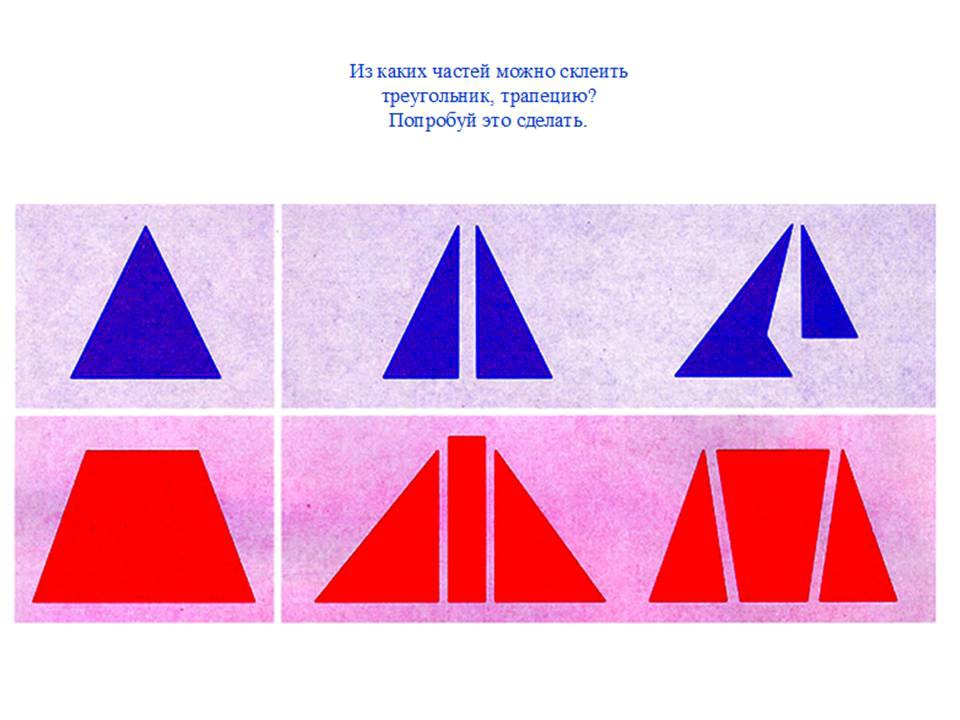 Из каких частей можно склеить
треугольник, трапецию?
Попробуй это сделать.